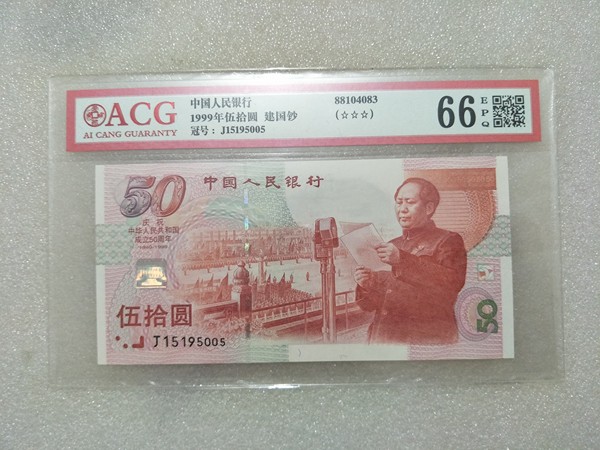 ACG
AI CANG GUARANTY
中国人民银行
1999年伍拾圆 建国钞
冠号: J15195005
88104083
(☆☆☆)
66
EPQ
50
中国人民银行
庆祝
中华人民共和国
成立50周年
1949-1999
伍拾圆
J15195005
50